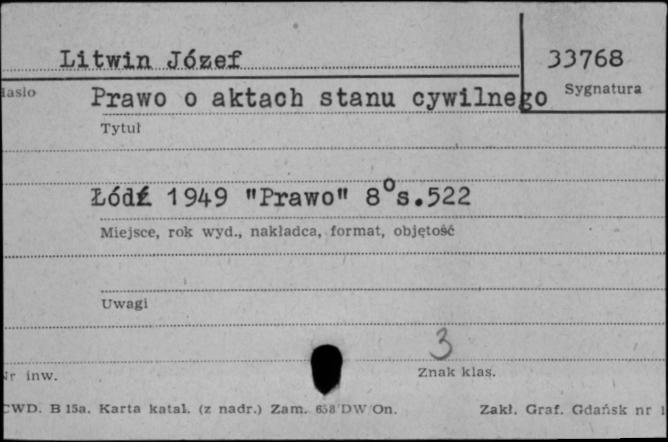 Litwin Józef 33768
Hasło Prawo o aktach stanu cywilnego Sygnatura
Tytuł
Łódź 1949 "Prawo" 8° s.522
Miejsce, rok wyd., nakładca, format, objętość
Uwagi
3
Nr inw. Znak klas.
CWD. B 15a. Karta katal. (z nadr.) Zam. 658 DW/On. Zakł. Graf. Gdańsk nr 1